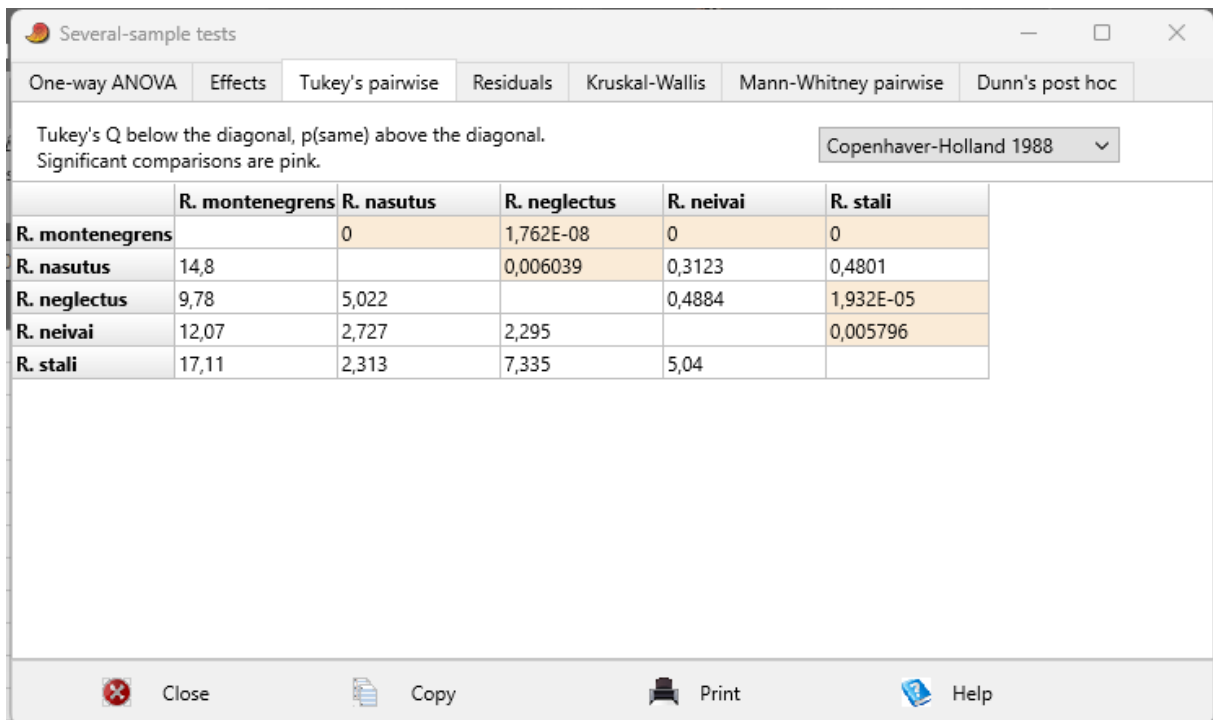 Several-sample tests
One-way ANOVA Effects Tukey's pairwise Residuals Kruskal-Wallis Mann-Whitney pairwise Dunn's post hoc
Tukey's Q below the diagonal, p(same) above the diagonal.
Significant comparisons are pink.
Copenhaver-Holland 1988
R. montenegrens R. nasutus R. neglectus R. neivai R. stali
R. montenegrens 0 1,762E-08 0 0
R. nasutus 14,8 0,006039 0,3123 0,4801
R. neglectus 9,78 5,022 0,4884 1,932E-05
R. neivai 12,07 2,727 2,295 0,005796
R. stali 17,11 2,313 7,335 5,04
Close Copy Print Help